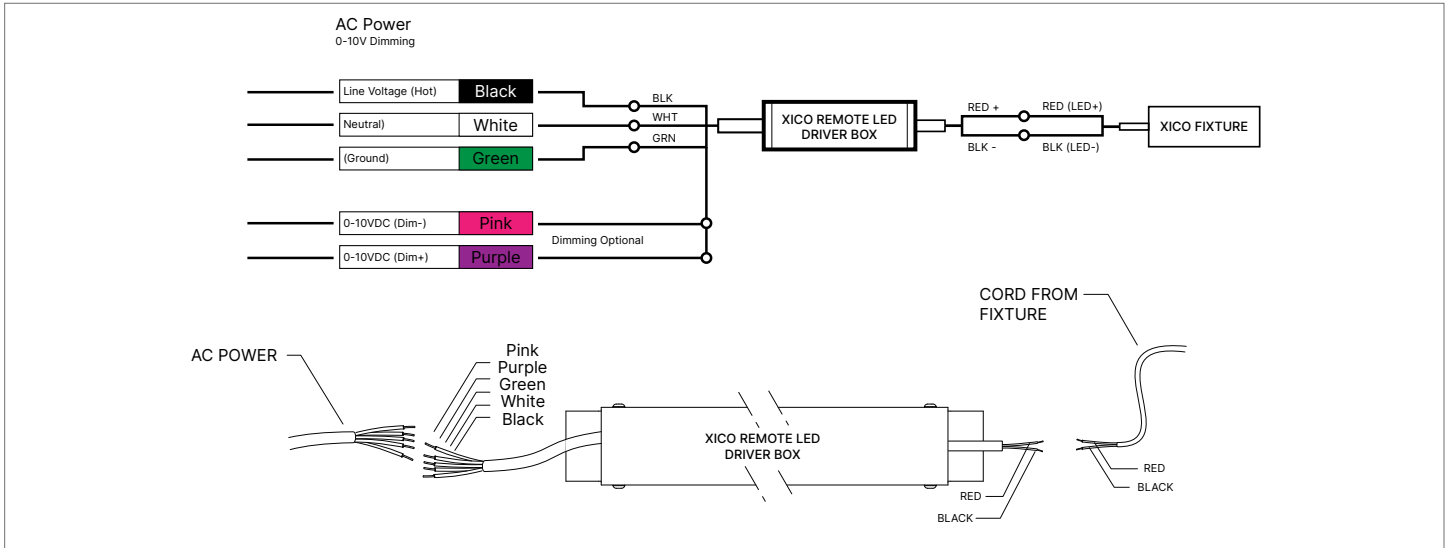 AC Power
0-10V Dimming
Line Voltage (Hot) Black
Neutral) White
(Ground) Green
0-10VDC (Dim-) Pink
0-10VDC (Dim+) Purple
Dimming Optional
BLK
WHT
GRN
XICO REMOTE LED
DRIVER BOX
RED +
BLK -
RED (LED+)
BLK (LED-)
XICO FIXTURE
CORD FROM
FIXTURE
AC POWER
Pink
Purple
Green
White
Black
XICO REMOTE LED
DRIVER BOX
RED
BLACK
RED
BLACK